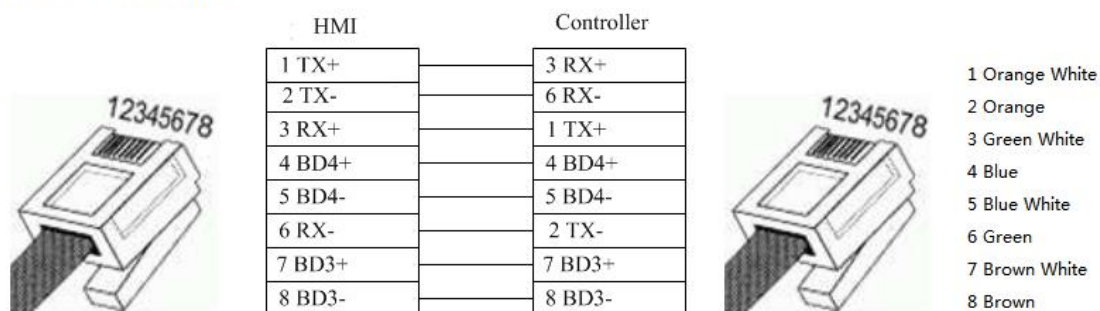 HMI Controller
1 TX+ 3 RX+
2 TX- 6 RX-
3 RX+ 1 TX+
4 BD4+ 4 BD4+
5 BD4- 5 BD4-
6 RX- 2 TX-
7 BD3+ 7 BD3+
8 BD3- 8 BD3-
12345678
12345678
1 Orange White
2 Orange
3 Green White
4 Blue
5 Blue White
6 Green
7 Brown White
8 Brown